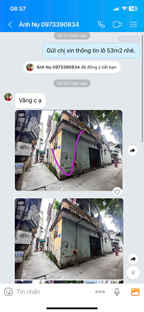 08:57
Ánh Nụ 0973390834
Gửi chị xin thông tin lô 53m2 nhé.
Ánh Nụ 0973390834 đã đồng ý kết bạn
Vâng c ạ
HD
HD
Tin nhắn